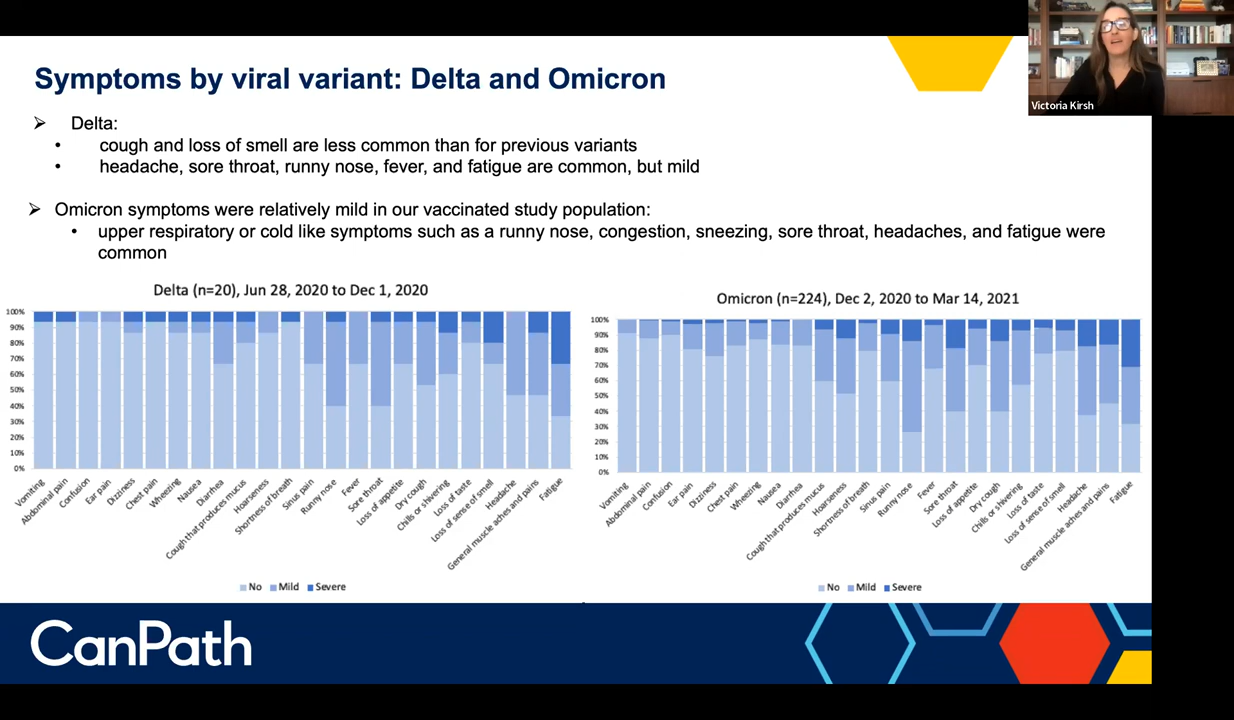 Victoria Kirsh
Symptoms by viral variant: Delta and Omicron
➢ Delta:
• cough and loss of smell are less common than for previous variants
• headache, sore throat, runny nose, fever, and fatigue are common, but mild
➢ Omicron symptoms were relatively mild in our vaccinated study population:
• upper respiratory or cold like symptoms such as a runny nose, congestion, sneezing, sore throat, headaches, and fatigue were
common
Delta (n=20), Jun 28, 2020 to Dec 1, 2020
100%
90%
80%
70%
60%
50%
40%
30%
20%
10%
0%
Vomiting
Abdominal pain
Confusion
Ear pain
Dizziness
Chest pain
Wheezing
Nausea
Diarrhea
Cough that produces mucus
Hoarseness
Shortness of breath
Sinus pain
Runny nose
Fever
Sore throat
Loss of appetite
Dry cough
Chills or shivering
Loss of taste
Loss of sense of smell
Headache
General muscle aches and pains
Fatigue
No Mild Severe
Omicron (n=224), Dec 2, 2020 to Mar 14, 2021
100%
90%
80%
70%
60%
50%
40%
30%
20%
10%
0%
Vomiting
Abdominal pain
Confusion
Ear pain
Dizziness
Chest pain
Wheezing
Nausea
Diarrhea
Cough that produces mucus
Hoarseness
Shortness of breath
Sinus pain
Runny nose
Fever
Sore throat
Loss of appetite
Dry cough
Chills or shivering
Loss of taste
Loss of sense of smell
Headache
General muscle aches and pains
Fatigue
No Mild Severe
CanPath